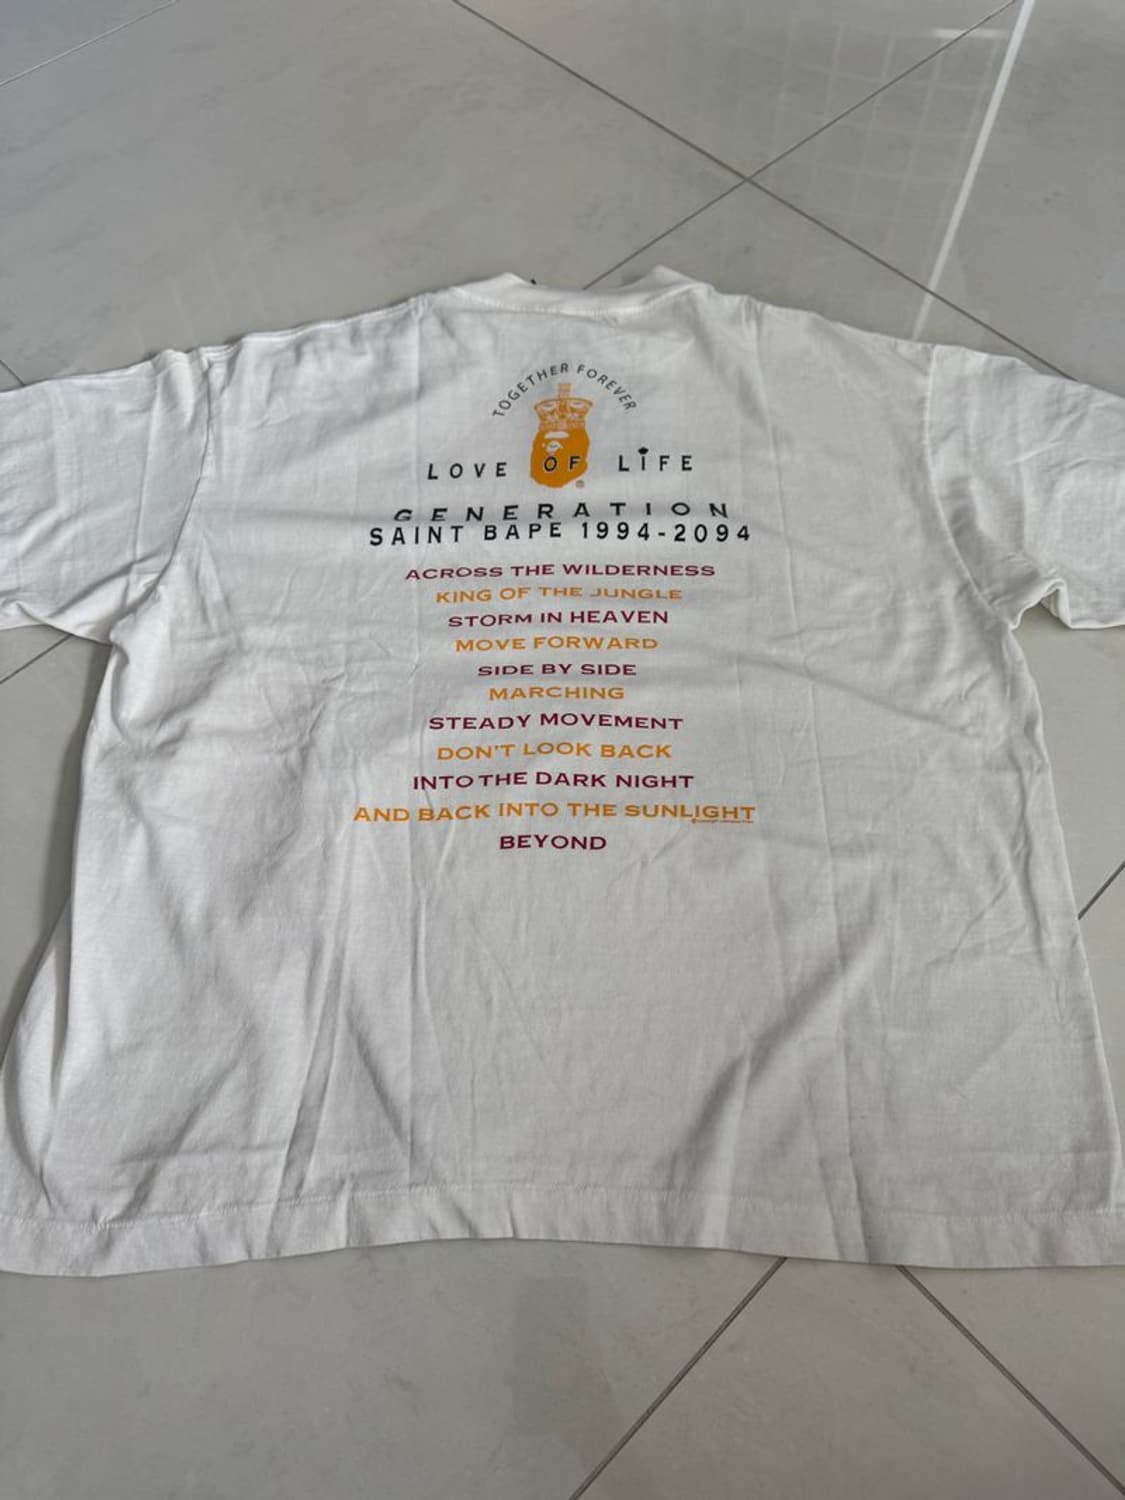 TOGETHER FOREVER
LOVE OF LIFE
GENERATION
SAINT BAPE 1994-2094
ACROSS THE WILDERNESS
KING OF THE JUNGLE
STORM IN HEAVEN
MOVE FORWARD
SIDE BY SIDE
MARCHING
STEADY MOVEMENT
DON'T LOOK BACK
INTO THE DARK NIGHT
AND BACK INTO THE SUNLIGHT
BEYOND